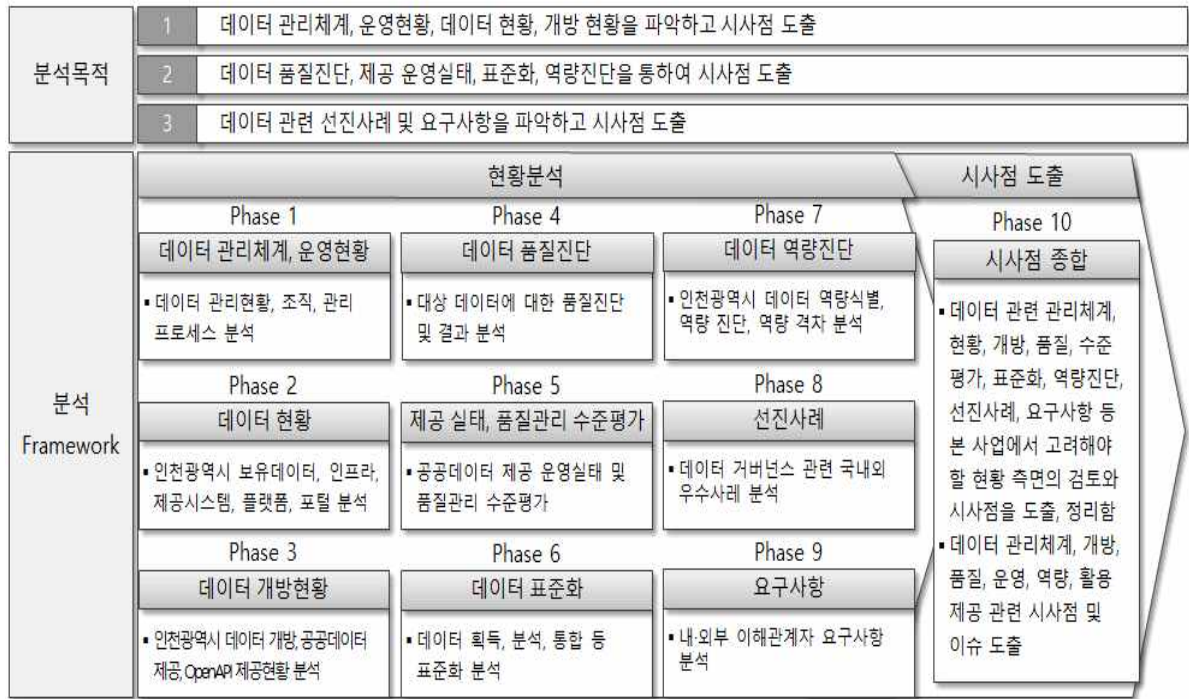 분석목적
1 데이터 관리체계, 운영현황, 데이터 현황, 개방 현황을 파악하고 시사점 도출
2 데이터 품질진단, 제공 운영실태, 표준화, 역량진단을 통하여 시사점 도출
3 데이터 관련 선진사례 및 요구사항을 파악하고 시사점 도출
분석
Framework
현황분석
Phase 1
데이터 관리체계, 운영현황
▪ 데이터 관리현황, 조직, 관리
프로세스 분석
Phase 4
데이터 품질진단
▪ 대상 데이터에 대한 품질진단
및 결과 분석
Phase 7
데이터 역량진단
▪ 인천광역시 데이터 역량식별,
역량 진단, 역량 격차 분석
Phase 2
데이터 현황
▪ 인천광역시 보유데이터, 인프라,
제공시스템, 플랫폼, 포털 분석
Phase 5
제공 실태, 품질관리 수준평가
▪ 공공데이터 제공 운영실태 및
품질관리 수준평가
Phase 8
선진사례
▪ 데이터 거버넌스 관련 국내외
우수사례 분석
Phase 3
데이터 개방현황
▪ 인천광역시 데이터 개방, 공공데이터
제공, OpenAPI 제공현황 분석
Phase 6
데이터 표준화
▪ 데이터 획득, 분석, 통합 등
표준화 분석
Phase 9
요구사항
▪ 내·외부 이해관계자 요구사항
분석
시사점 도출
Phase 10
시사점 종합
▪ 데이터 관련 관리체계,
현황, 개방, 품질, 수준
평가, 표준화, 역량진단,
선진사례, 요구사항 등
본 사업에서 고려해야
할 현황 측면의 검토와
시사점을 도출, 정리함
▪ 데이터 관리체계, 개방,
품질, 운영, 역량, 활용
제공 관련 시사점 및
이슈 도출